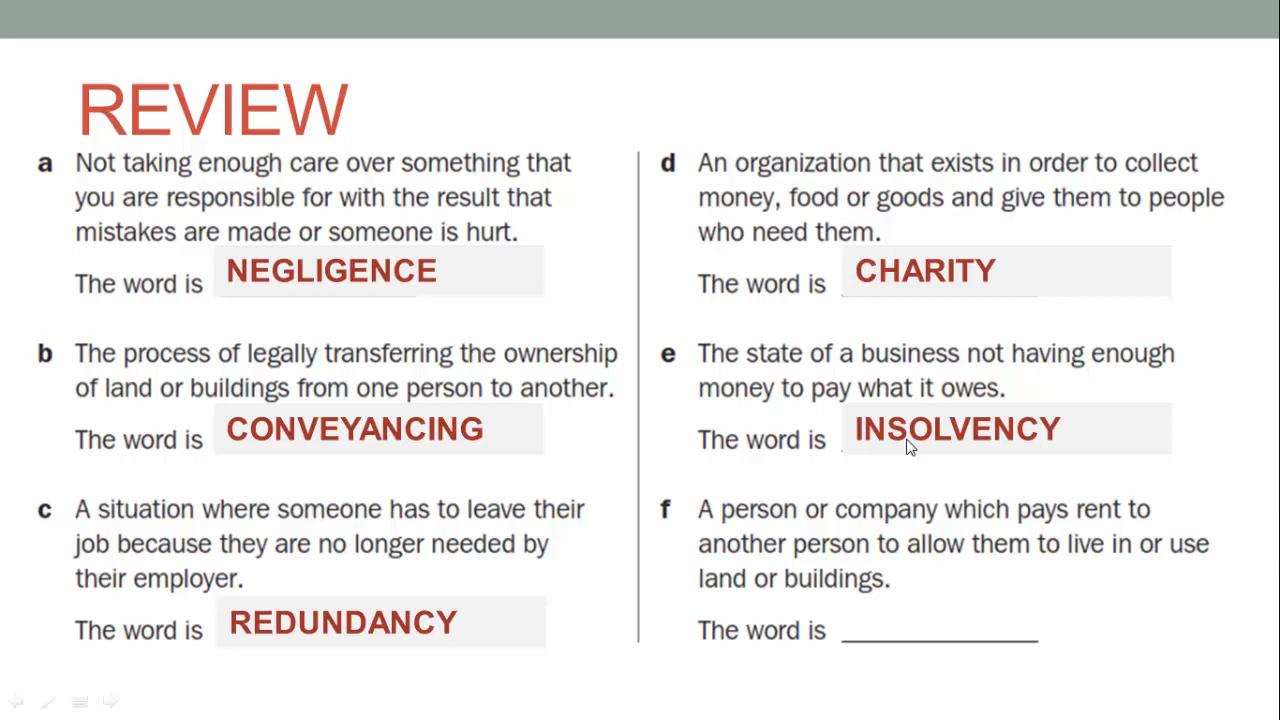 REVIEW
a Not taking enough care over something that
you are responsible for with the result that
mistakes are made or someone is hurt.
The word is NEGLIGENCE
b The process of legally transferring the ownership
of land or buildings from one person to another.
The word is CONVEYANCING
c A situation where someone has to leave their
job because they are no longer needed by
their employer.
The word is REDUNDANCY
d An organization that exists in order to collect
money, food or goods and give them to people
who need them.
The word is CHARITY
e The state of a business not having enough
money to pay what it owes.
The word is INSOLVENCY
f A person or company which pays rent to
another person to allow them to live in or use
land or buildings.
The word is ____________